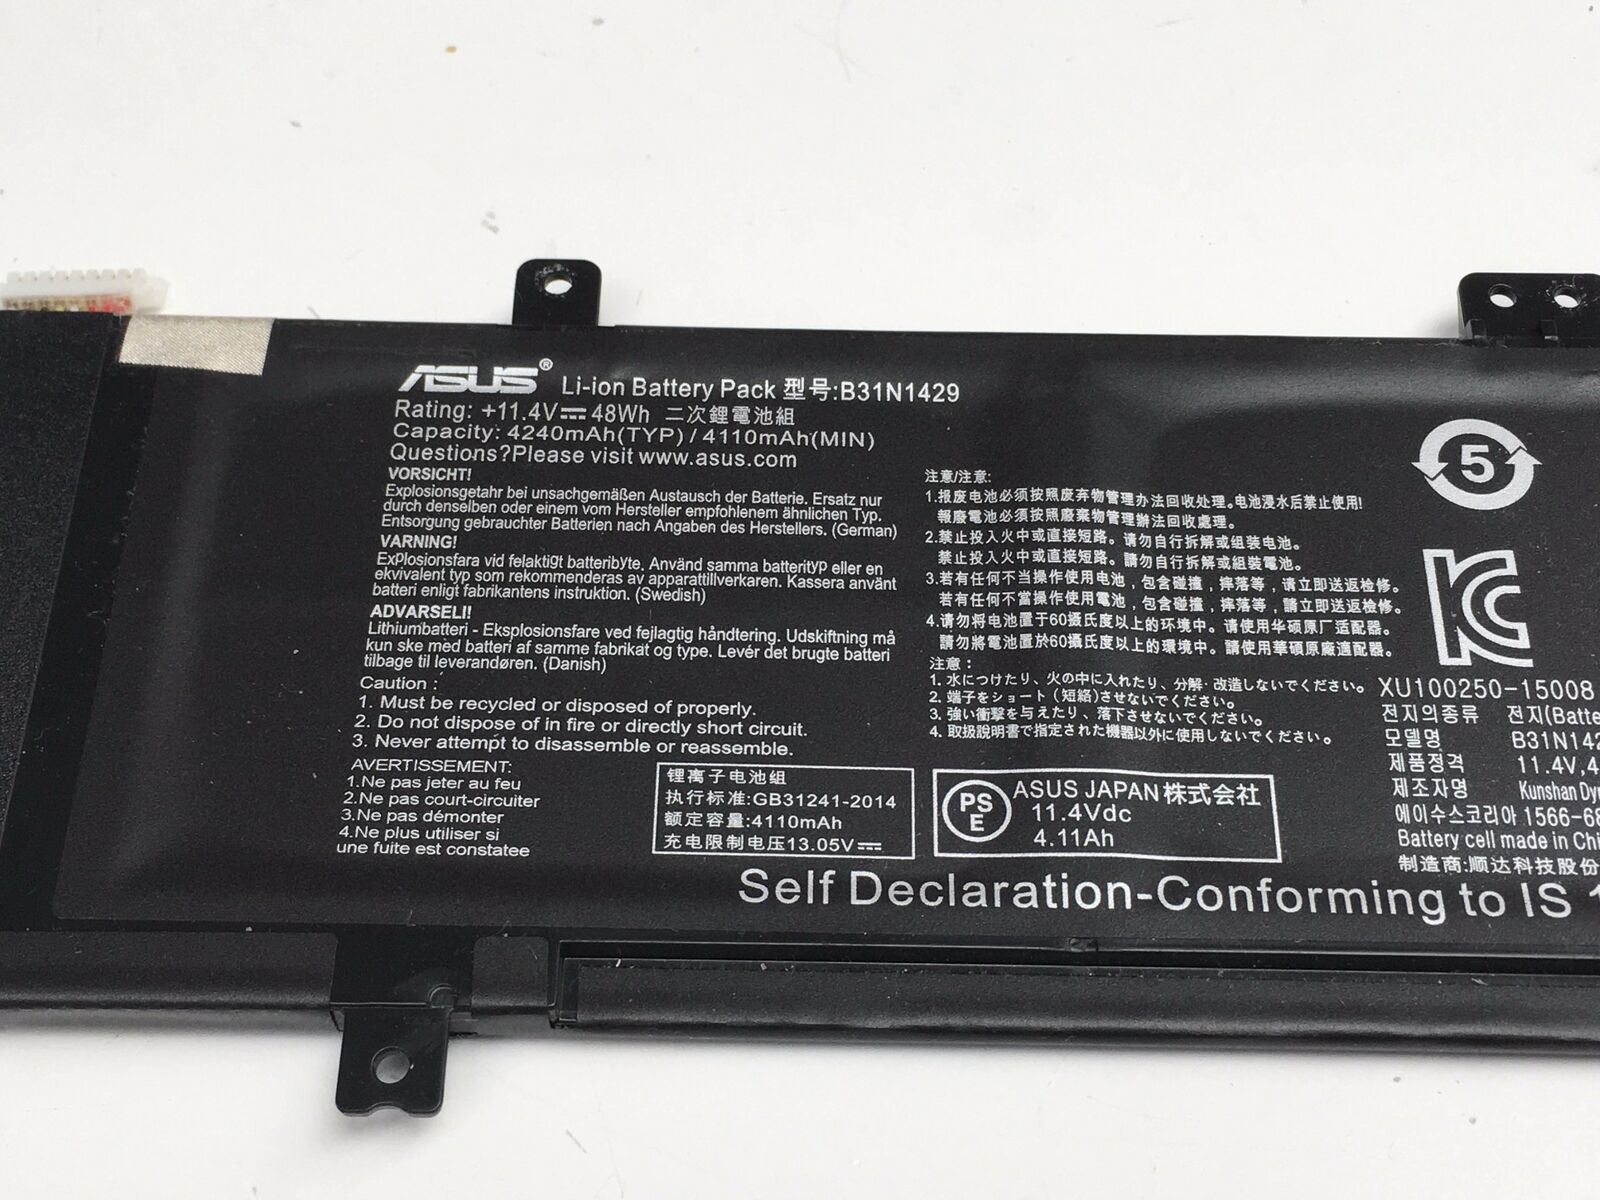 ASUS® Li-ion Battery Pack 型号:B31N1429
Rating: +11.4V⎓48Wh 二次鋰電池組
Capacity: 4240mAh(TYP) / 4110mAh(MIN)
Questions?Please visit www.asus.com
VORSICHT!
Explosionsgetahr bei unsachgemäßen Austausch der Batterie. Ersatz nur
durch denselben oder einem vom Hersteller empfohlenem ähnlichen Typ.
Entsorgung gebrauchter Batterien nach Angaben des Herstellers. (German)
VARNING!
Explosionsfara vid felaktigt batteribyte. Använd samma batterityp eller en
ekvivalent typ som rekommenderas av apparattillverkaren. Kassera använt
batteri enligt fabrikantens instruktion. (Swedish)
ADVARSELI!
Lithiumbatteri - Eksplosionsfare ved fejlagtig håndtering. Udskiftning må
kun ske med batteri af samme fabrikat og type. Levér det brugte batteri
tilbage til leverandøren. (Danish)
Caution :
1. Must be recycled or disposed of properly.
2. Do not dispose of in fire or directly short circuit.
3. Never attempt to disassemble or reassemble.
AVERTISSEMENT:
1.Ne pas jeter au feu
2.Ne pas court-circuiter
3.Ne pas démonter
4.Ne plus utiliser si
une fuite est constatee
锂离子电池组
执行标准:GB31241-2014
额定容量:4110mAh
充电限制电压13.05V⎓
注意/注意:
1.报废电池必须按照废弃物管理办法回收处理。电池浸水后禁止使用!
報廢電池必須按照廢棄物管理辦法回收處理。
2.禁止投入火中或直接短路。请勿自行拆解或组装电池。
禁止投入火中或直接短路。請勿自行拆解或組裝電池。
3.若有任何不当操作使用电池，包含碰撞，摔落等，请立即送返检修。
若有任何不當操作使用電池，包含碰撞，摔落等，請立即送返檢修。
4.请勿将电池置于60摄氏度以上的环境中。请使用华硕原厂适配器。
請勿將電池置於60攝氏度以上的環境中。請使用華碩原廠適配器。
注意：
1. 水につけたり、火の中に入れたり、分解·改造しないでください。
2. 端子をショート（短絡）させないでください。
3. 強い衝撃を与えたり、落下させないでください。
4. 取扱説明書で指定された機器以外に使用しないでください。
PS
E
ASUS JAPAN株式会社
11.4Vdc
4.11Ah
5
KC
XU100250-15008
전지의종류 전지(Batte
모델명 B31N142
제품정격 11.4V,4
제조자명 Kunshan Dyn
에이수스코리아 1566-68
Battery cell made in Chi
制造商:顺达科技股份
Self Declaration-Conforming to IS 1